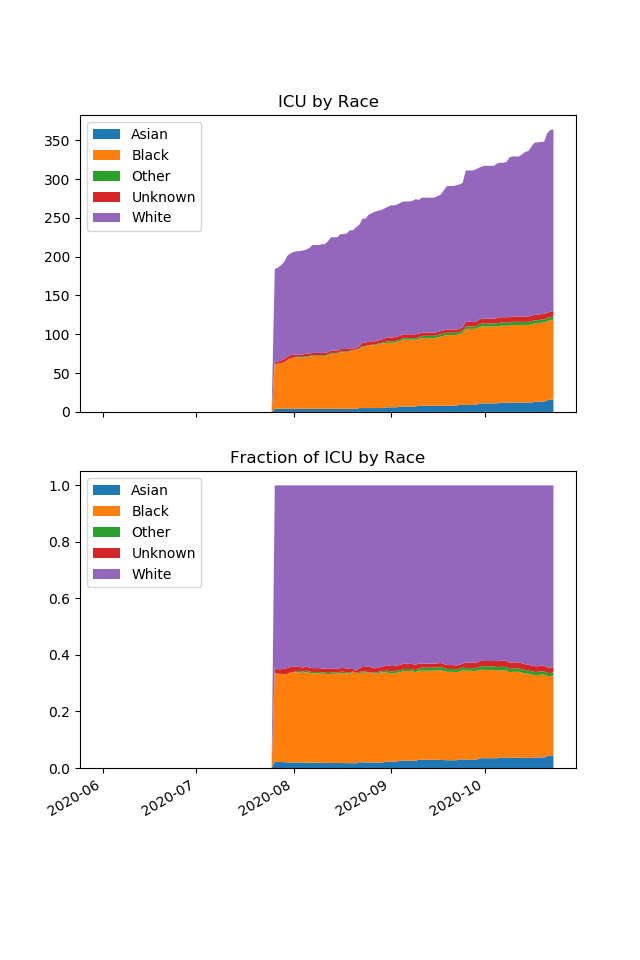 ICU by Race
350
300
250
200
150
100
50
0
Asian
Black
Other
Unknown
White
Fraction of ICU by Race
1.0
0.8
0.6
0.4
0.2
0.0
Asian
Black
Other
Unknown
White
2020-06
2020-07
2020-08
2020-09
2020-10